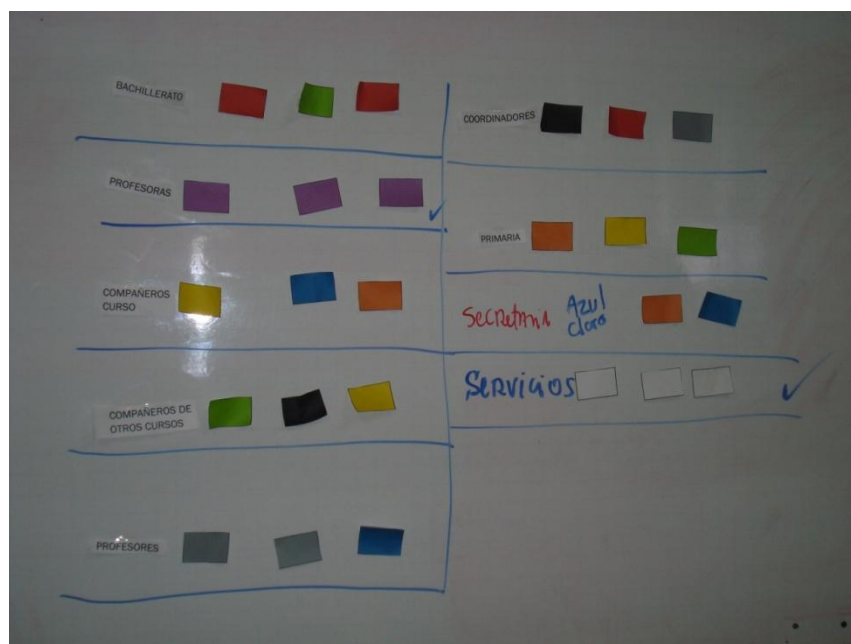 BACHILLERATO
PROFESORAS
COMPAÑEROS
CURSO
COMPAÑEROS DE
OTROS CURSOS
PROFESORES
COORDINADORES
PRIMARIA
Secretaria Azul
claro
Servicios